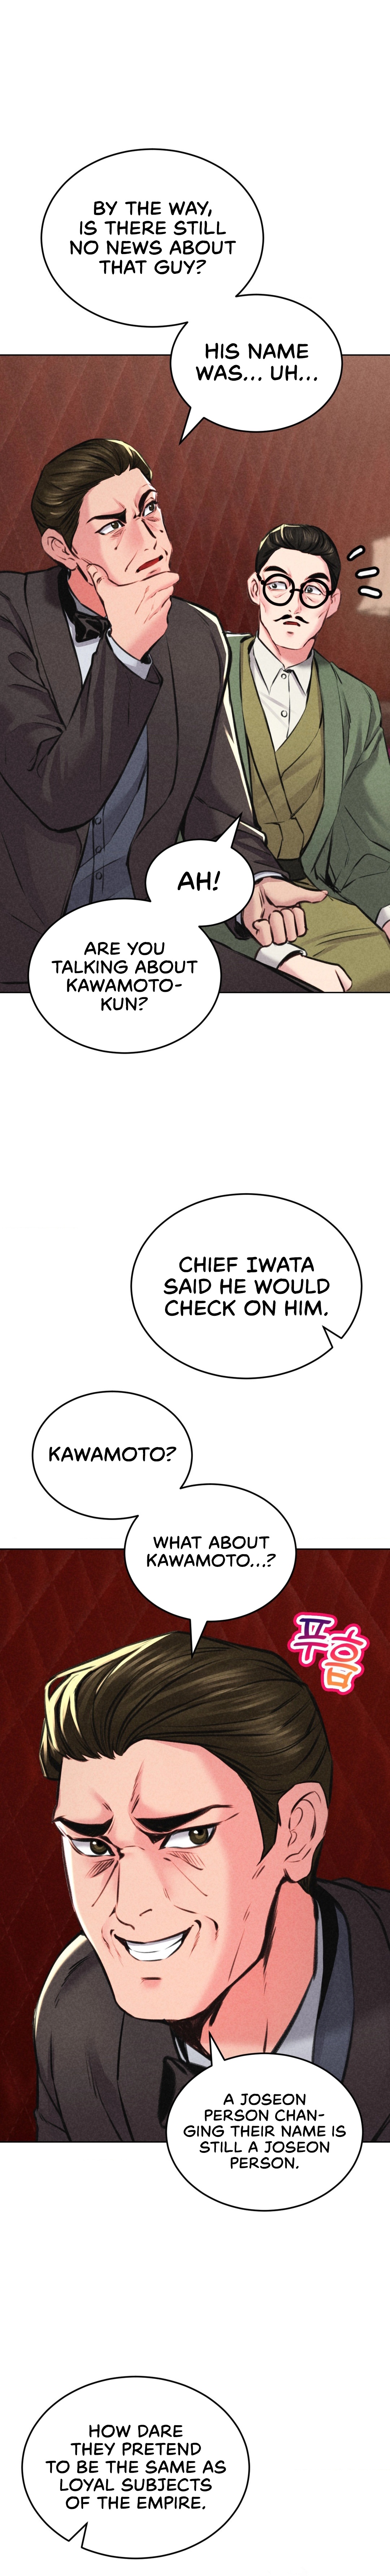 BY THE WAY,
IS THERE STILL
NO NEWS ABOUT
THAT GUY?
HIS NAME
WAS... UH...
AH!
ARE YOU
TALKING ABOUT
KAWAMOTO-
KUN?
CHIEF IWATA
SAID HE WOULD
CHECK ON HIM.
KAWAMOTO?
WHAT ABOUT
KAWAMOTO...?
푸흡
A JOSEON
PERSON CHAN-
GING THEIR NAME IS
STILL A JOSEON
PERSON.
HOW DARE
THEY PRETEND
TO BE THE SAME AS
LOYAL SUBJECTS
OF THE EMPIRE.